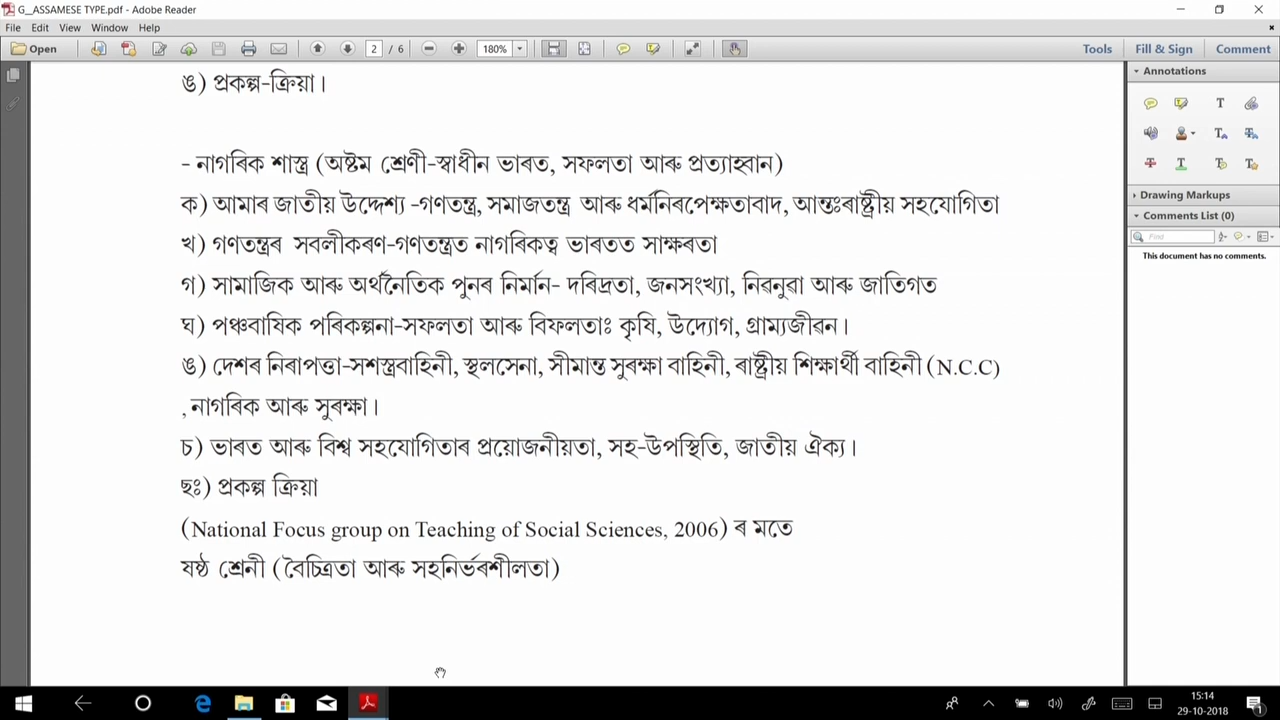 G__ASSAMESE TYPE.pdf - Adobe Reader
File Edit View Window Help
Open 2 / 6 180% Tools Fill & Sign Comment
Annotations
Drawing Markups
Comments List (0)
Find
This document has no comments.
ঙ) প্ৰকল্প-ক্ৰিয়া।
- নাগৰিক শাস্ত্ৰ (অষ্টম শ্ৰেণী-স্বাধীন ভাৰত, সফলতা আৰু প্ৰত্যাহ্বান)
ক) আমাৰ জাতীয় উদ্দেশ্য -গণতন্ত্ৰ, সমাজতন্ত্ৰ আৰু ধৰ্মনিৰপেক্ষতাবাদ, আন্তঃৰাষ্ট্ৰীয় সহযোগিতা
খ) গণতন্ত্ৰৰ সবলীকৰণ-গণতন্ত্ৰত নাগৰিকত্ব ভাৰতত সাক্ষৰতা
গ) সামাজিক আৰু অৰ্থনৈতিক পুনৰ নিৰ্মান- দৰিদ্ৰতা, জনসংখ্যা, নিৱনুৱা আৰু জাতিগত
ঘ) পঞ্চবাষিক পৰিকল্পনা-সফলতা আৰু বিফলতাঃ কৃষি, উদ্যোগ, গ্ৰাম্যজীৱন।
ঙ) দেশৰ নিৰাপত্তা-সশস্ত্ৰবাহিনী, স্থলসেনা, সীমান্ত সুৰক্ষা বাহিনী, ৰাষ্ট্ৰীয় শিক্ষাৰ্থী বাহিনী (N.C.C)
, নাগৰিক আৰু সুৰক্ষা।
চ) ভাৰত আৰু বিশ্ব সহযোগিতাৰ প্ৰয়োজনীয়তা, সহ-উপস্থিতি, জাতীয় ঐক্য।
ছঃ) প্ৰকল্প ক্ৰিয়া
(National Focus group on Teaching of Social Sciences, 2006) ৰ মতে
ষষ্ঠ শ্ৰেনী (বৈচিত্ৰতা আৰু সহনিৰ্ভৰশীলতা)
15:14
29-10-2018